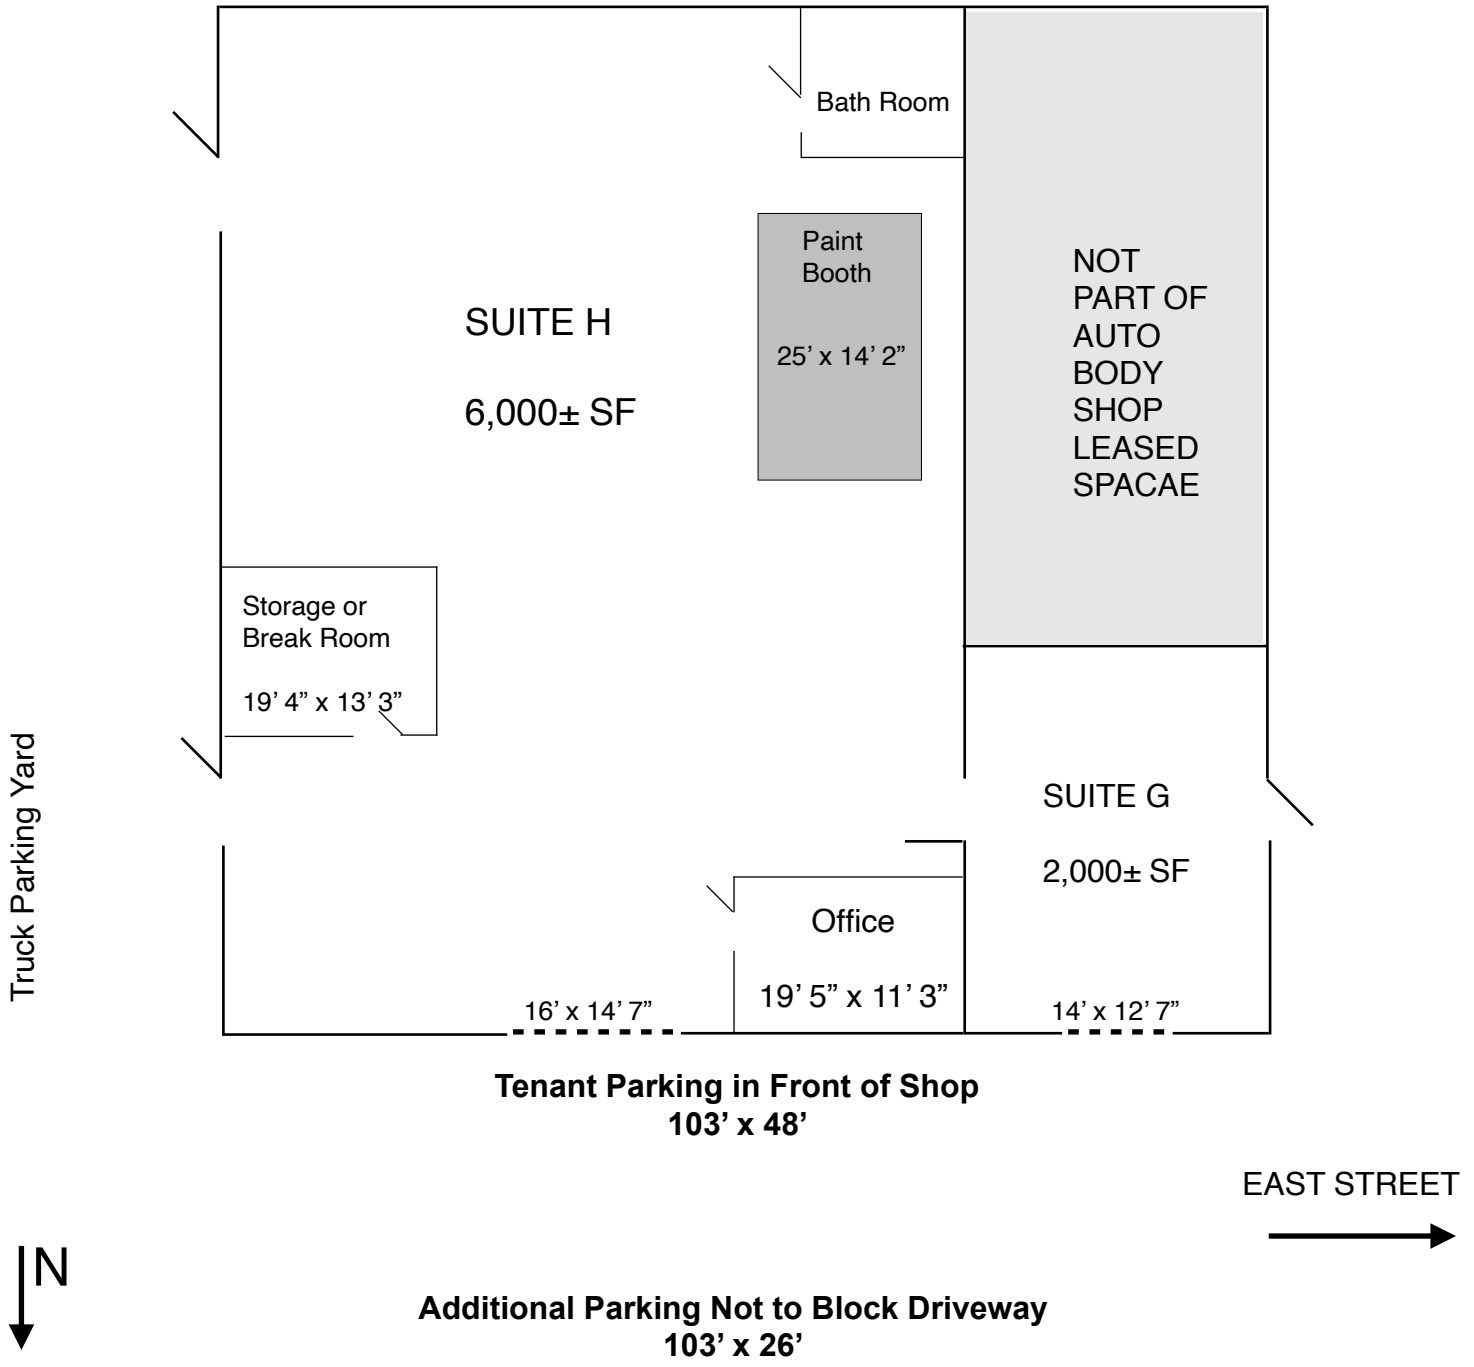 Bath Room
Paint
Booth
25’ x 14’ 2”
SUITE H
6,000± SF
NOT
PART OF
AUTO
BODY
SHOP
LEASED
SPACAE
Storage or
Break Room
19’ 4” x 13’ 3”
Truck Parking Yard
SUITE G
2,000± SF
Office
19’ 5” x 11’ 3”
16’ x 14’ 7”
14’ x 12’ 7”
Tenant Parking in Front of Shop
103’ x 48’
EAST STREET
N
Additional Parking Not to Block Driveway
103’ x 26’